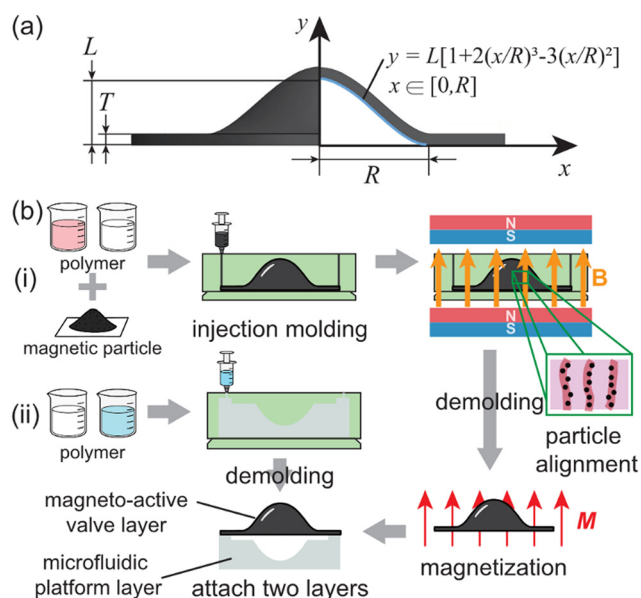 (a)
y
L
y = L[1+2(x/R)³-3(x/R)²]
x ∈ [0,R]
T
x
R
(b)
polymer
(i)
magnetic particle
injection molding
N
S
B
N
S
(ii)
polymer
demolding
demolding
particle
alignment
magneto-active
valve layer
microfluidic
platform layer
attach two layers
M
magnetization